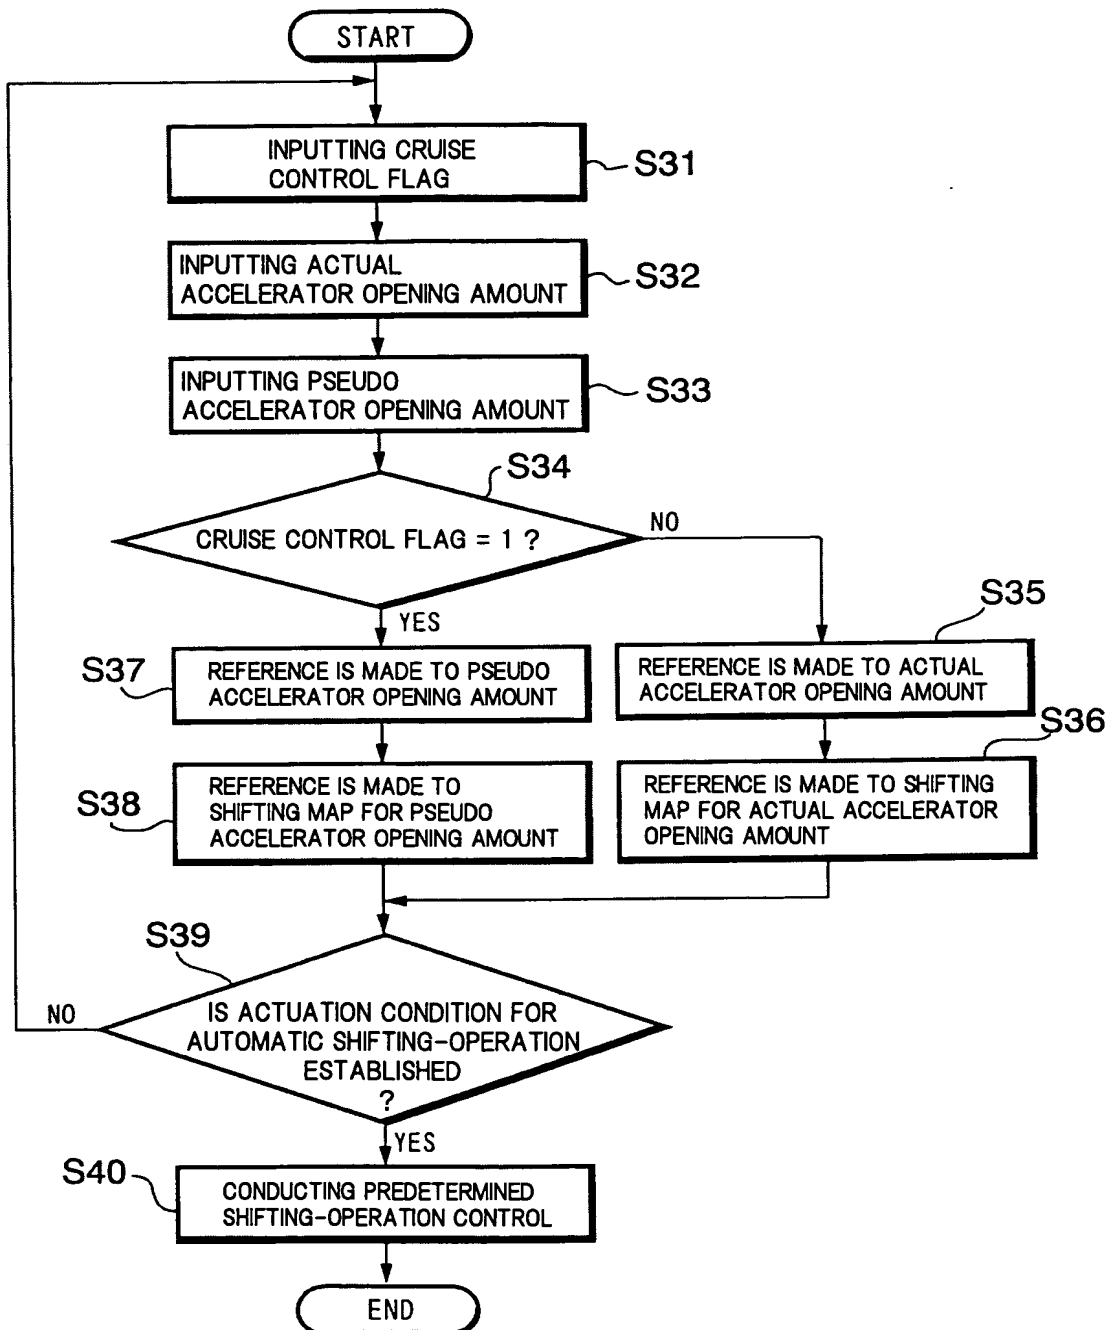 START
INPUTTING CRUISE
CONTROL FLAG
S31
INPUTTING ACTUAL
ACCELERATOR OPENING AMOUNT
S32
INPUTTING PSEUDO
ACCELERATOR OPENING AMOUNT
S33
S34
CRUISE CONTROL FLAG = 1 ?
NO
YES
S35
REFERENCE IS MADE TO ACTUAL
ACCELERATOR OPENING AMOUNT
S37
REFERENCE IS MADE TO PSEUDO
ACCELERATOR OPENING AMOUNT
S36
REFERENCE IS MADE TO SHIFTING
MAP FOR ACTUAL ACCELERATOR
OPENING AMOUNT
S38
REFERENCE IS MADE TO
SHIFTING MAP FOR PSEUDO
ACCELERATOR OPENING AMOUNT
S39
NO
IS ACTUATION CONDITION FOR
AUTOMATIC SHIFTING-OPERATION
ESTABLISHED
?
YES
S40
CONDUCTING PREDETERMINED
SHIFTING-OPERATION CONTROL
END